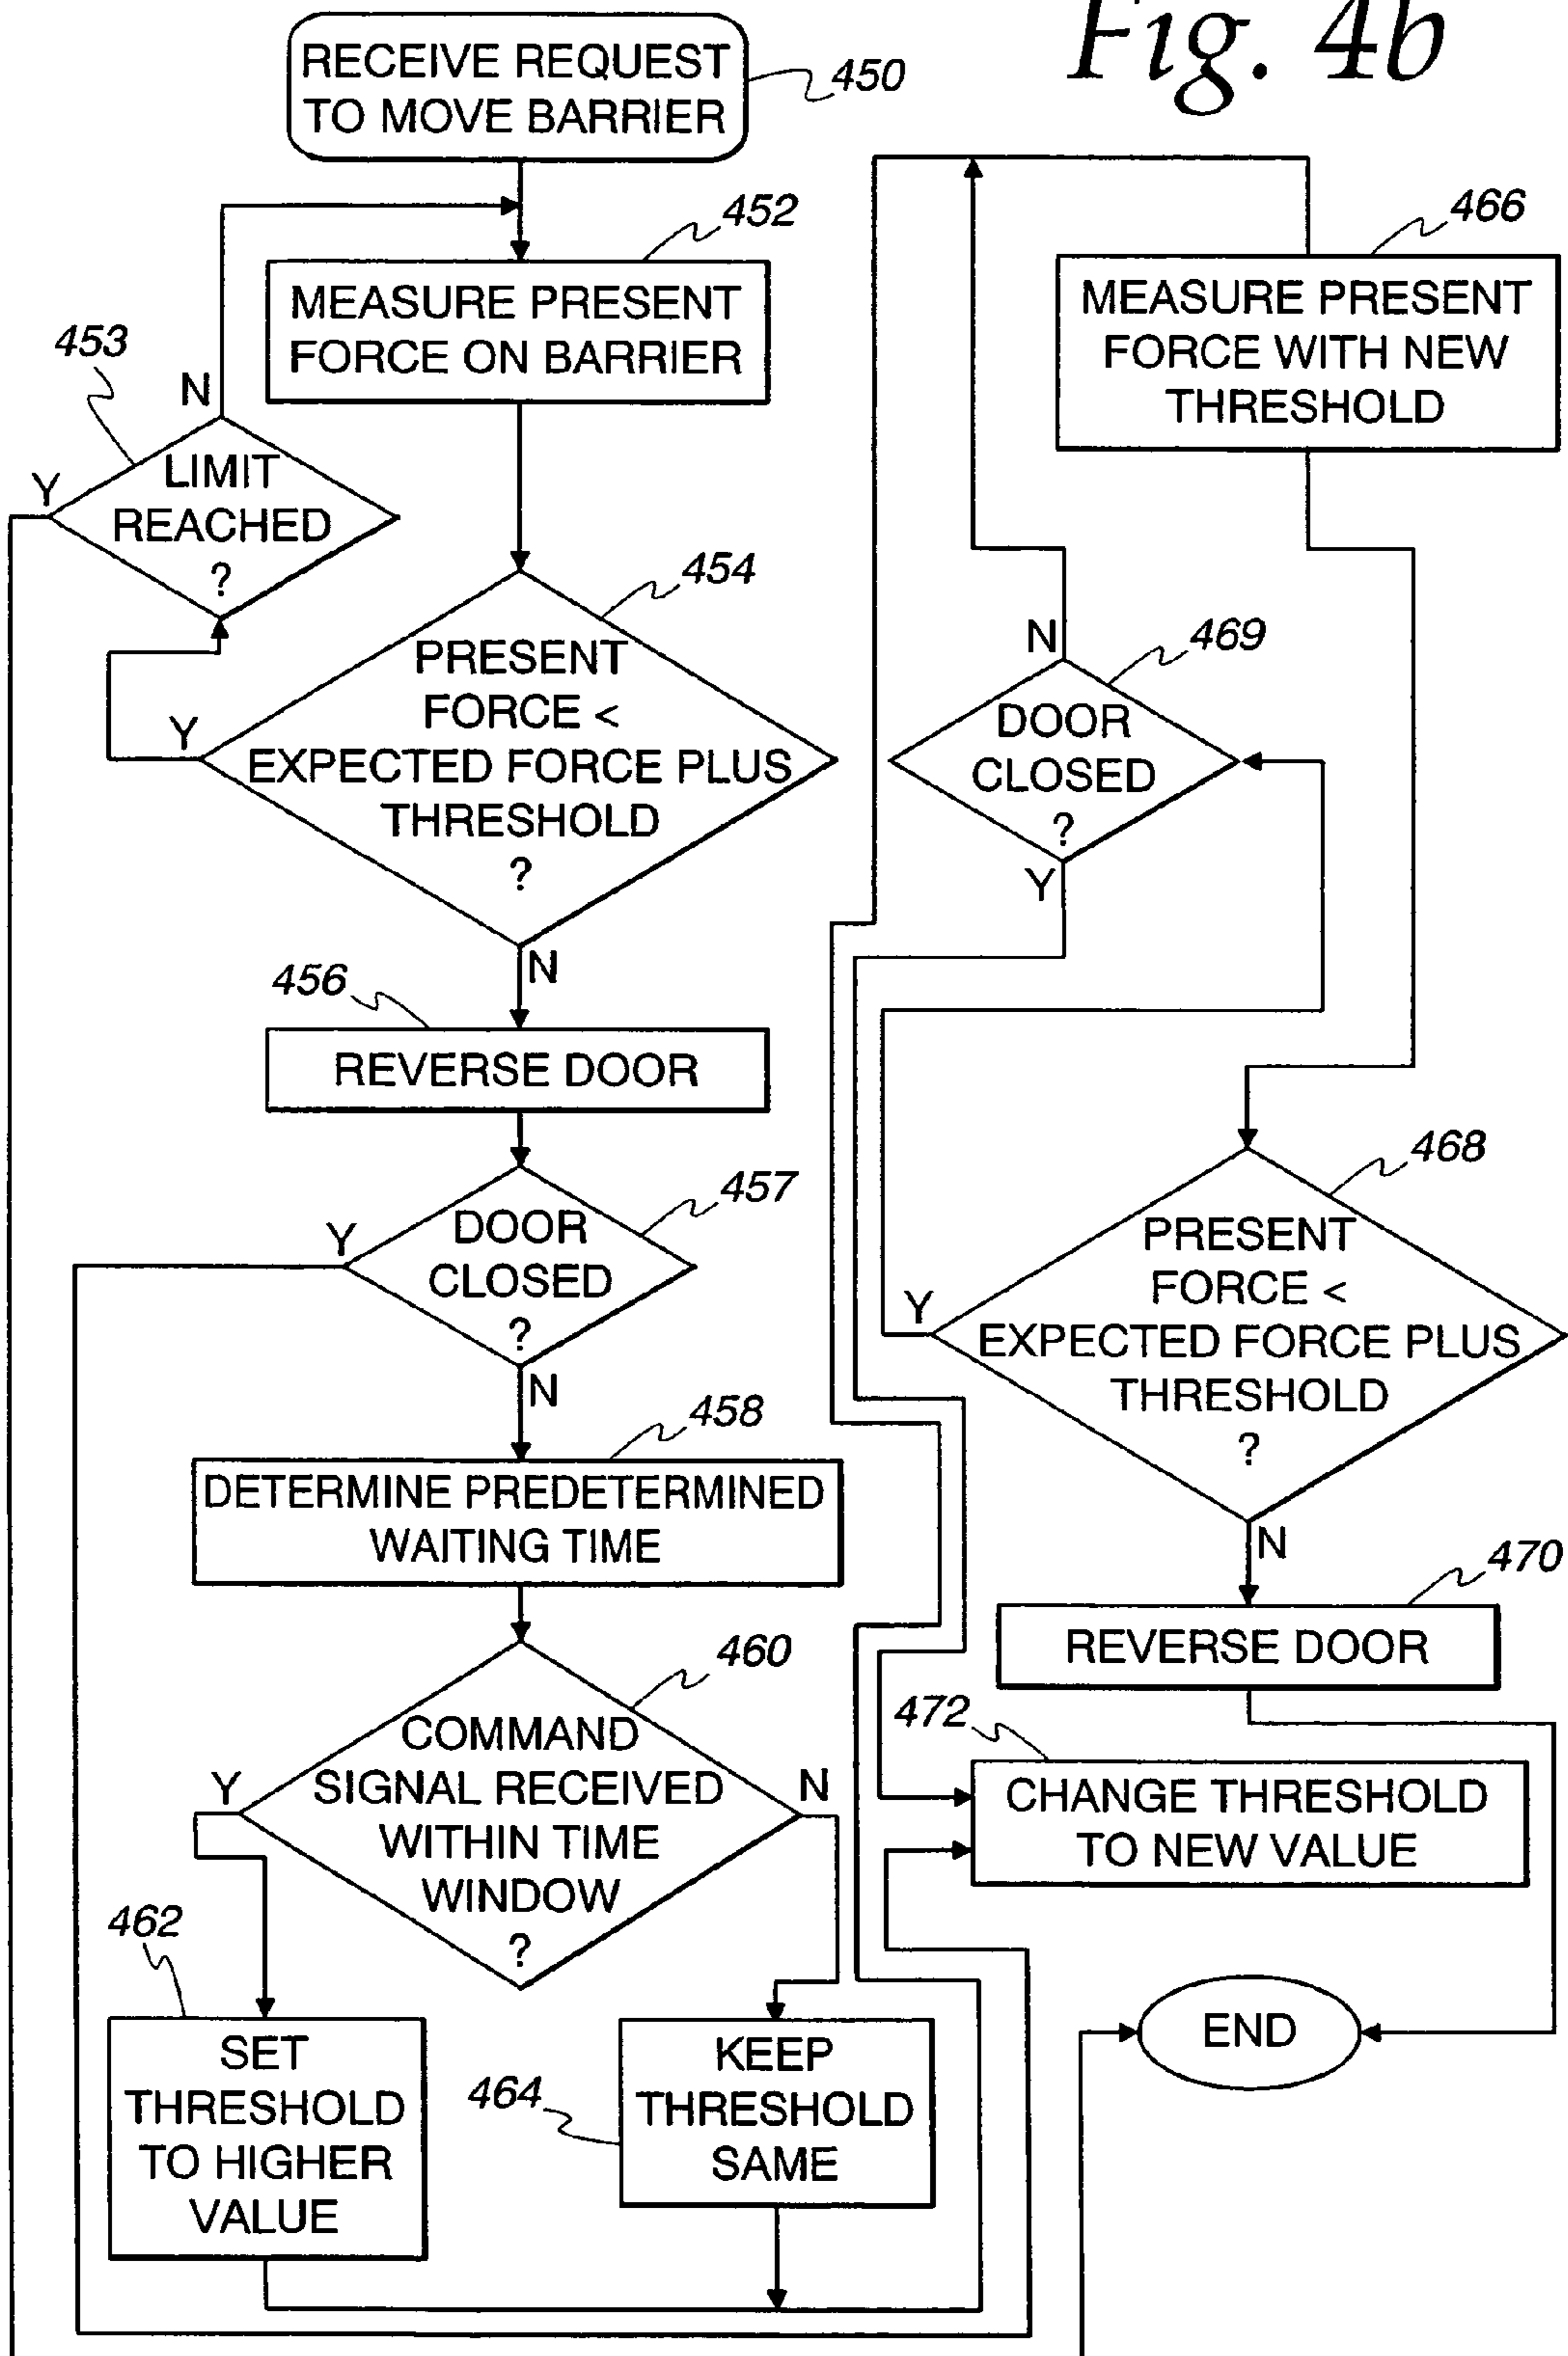 Fig. 4b
RECEIVE REQUEST
TO MOVE BARRIER
450
452
MEASURE PRESENT
FORCE ON BARRIER
453
N
Y
LIMIT
REACHED
?
454
PRESENT
FORCE <
EXPECTED FORCE PLUS
THRESHOLD
?
Y
N
456
REVERSE DOOR
457
Y
DOOR
CLOSED
?
N
458
DETERMINE PREDETERMINED
WAITING TIME
460
COMMAND
SIGNAL RECEIVED
WITHIN TIME
WINDOW
?
Y
N
462
SET
THRESHOLD
TO HIGHER
VALUE
464
KEEP
THRESHOLD
SAME
466
MEASURE PRESENT
FORCE WITH NEW
THRESHOLD
N
469
DOOR
CLOSED
?
Y
468
PRESENT
FORCE <
EXPECTED FORCE PLUS
THRESHOLD
?
Y
N
470
REVERSE DOOR
472
CHANGE THRESHOLD
TO NEW VALUE
END